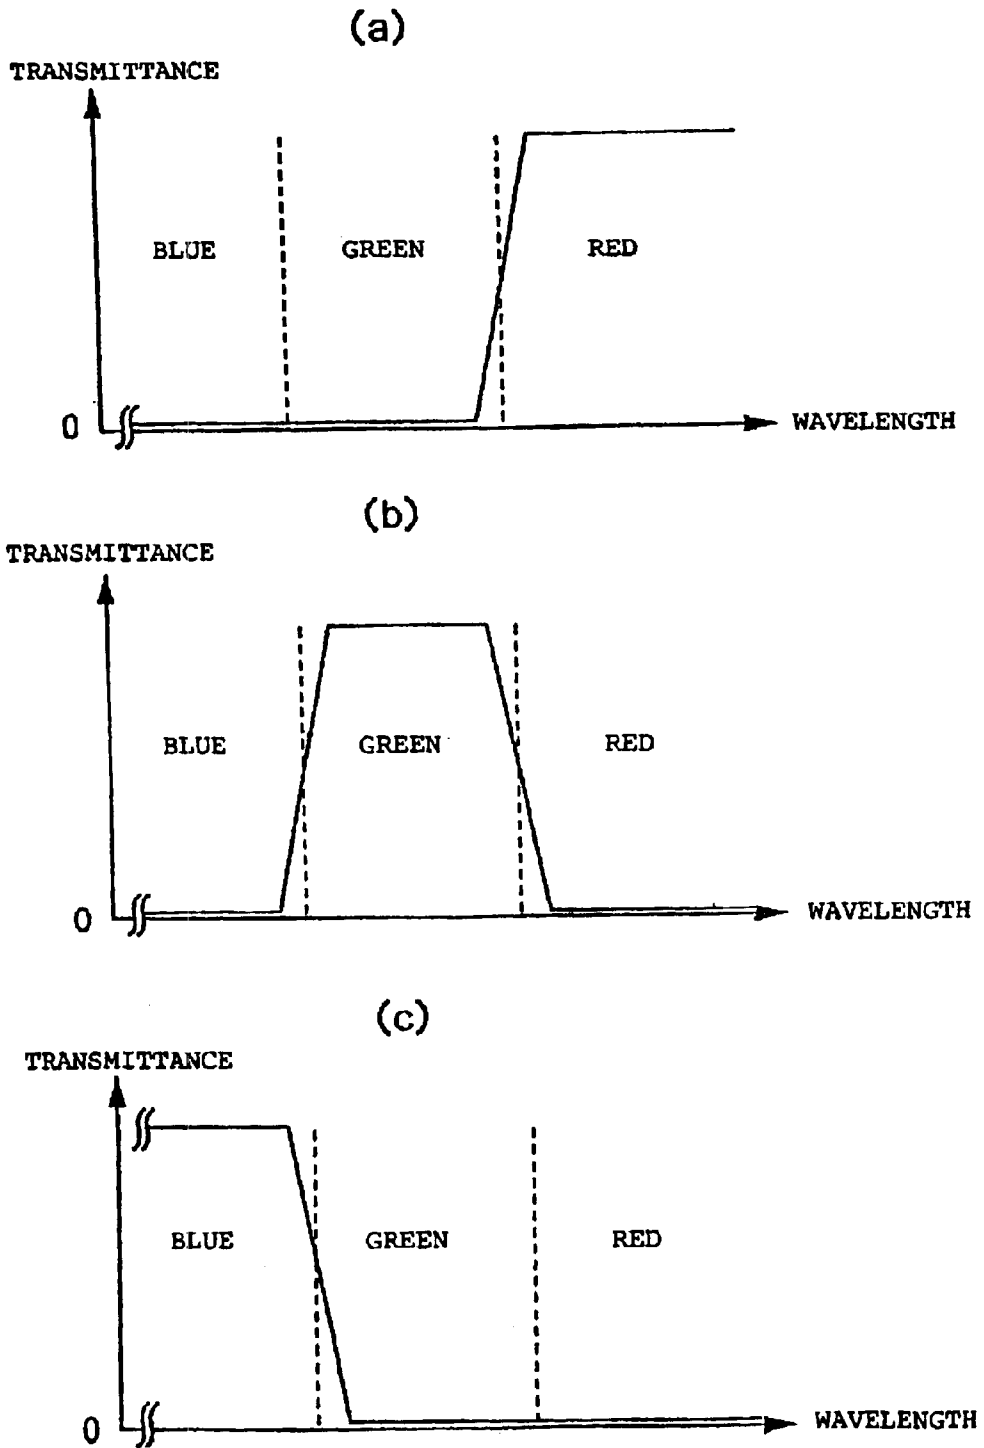 (a)
TRANSMITTANCE
BLUE GREEN RED
0 WAVELENGTH
(b)
TRANSMITTANCE
BLUE GREEN RED
0 WAVELENGTH
(c)
TRANSMITTANCE
BLUE GREEN RED
0 WAVELENGTH